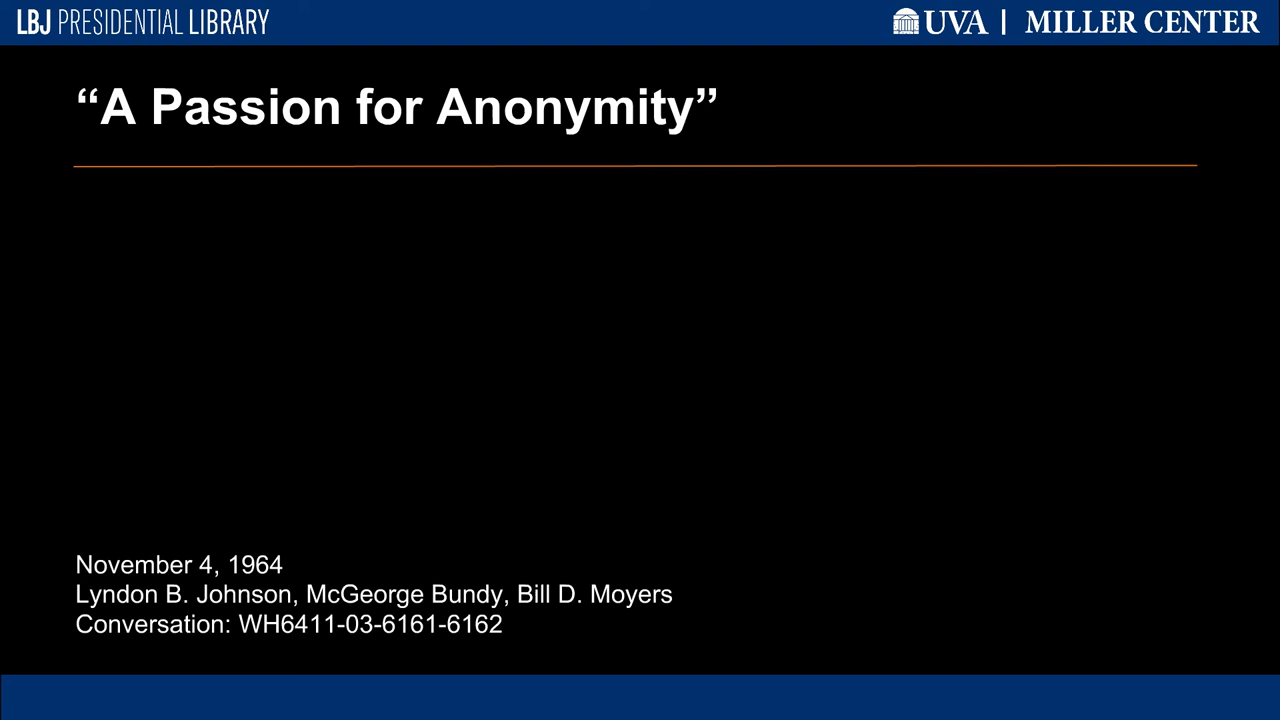 LBJ PRESIDENTIAL LIBRARY
UVA | MILLER CENTER
“A Passion for Anonymity”
November 4, 1964
Lyndon B. Johnson, McGeorge Bundy, Bill D. Moyers
Conversation: WH6411-03-6161-6162